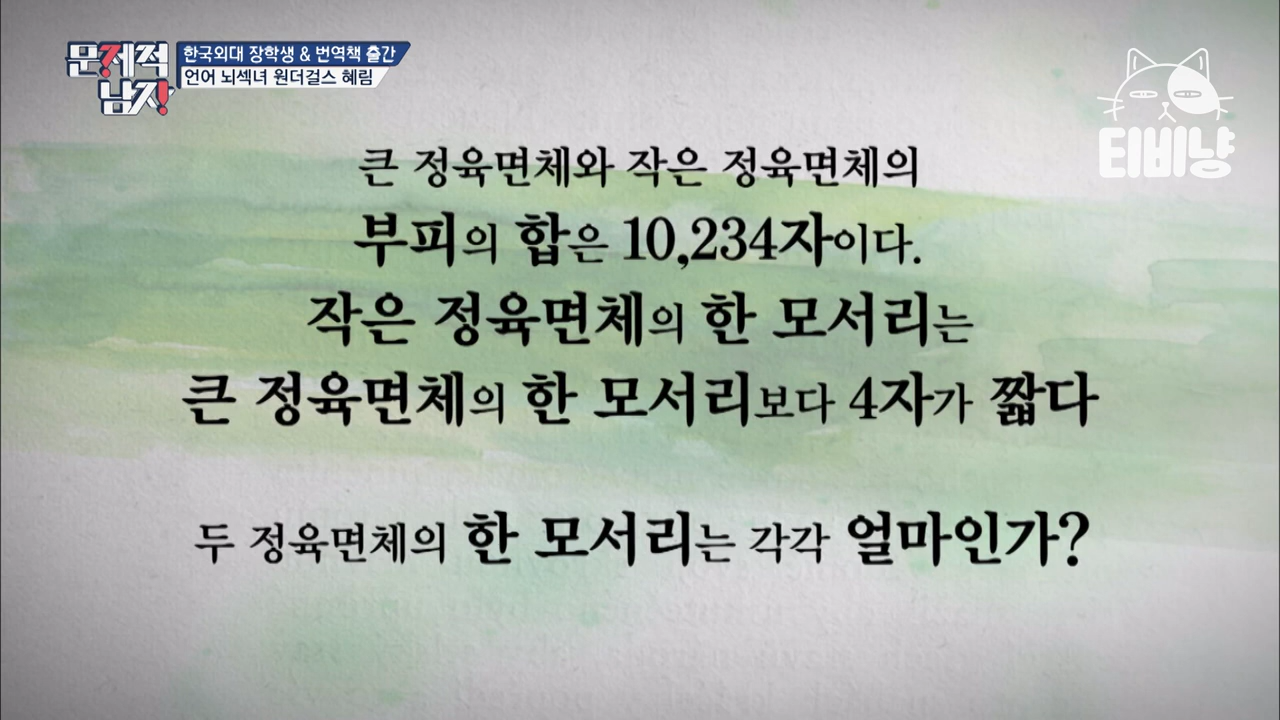 문제적
남자
한국외대 장학생 & 번역책 출간
언어 뇌섹녀 원더걸스 혜림
티비냥
큰 정육면체와 작은 정육면체의
부피의 합은 10,234자이다.
작은 정육면체의 한 모서리는
큰 정육면체의 한 모서리보다 4자가 짧다
두 정육면체의 한 모서리는 각각 얼마인가?